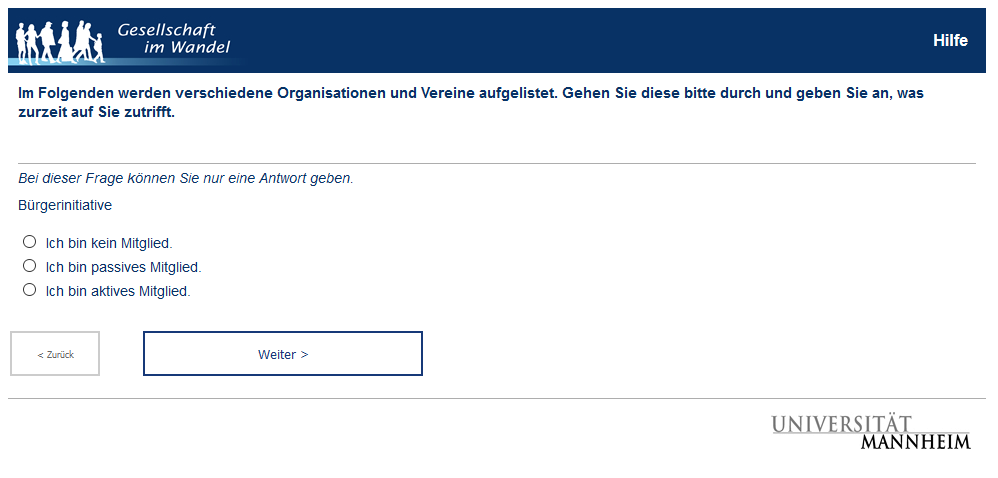 Gesellschaft
im Wandel
Hilfe
Im Folgenden werden verschiedene Organisationen und Vereine aufgelistet. Gehen Sie diese bitte durch und geben Sie an, was
zurzeit auf Sie zutrifft.
Bei dieser Frage können Sie nur eine Antwort geben.
Bürgerinitiative
Ich bin kein Mitglied.
Ich bin passives Mitglied.
Ich bin aktives Mitglied.
< Zurück
Weiter >
UNIVERSITÄT
MANNHEIM